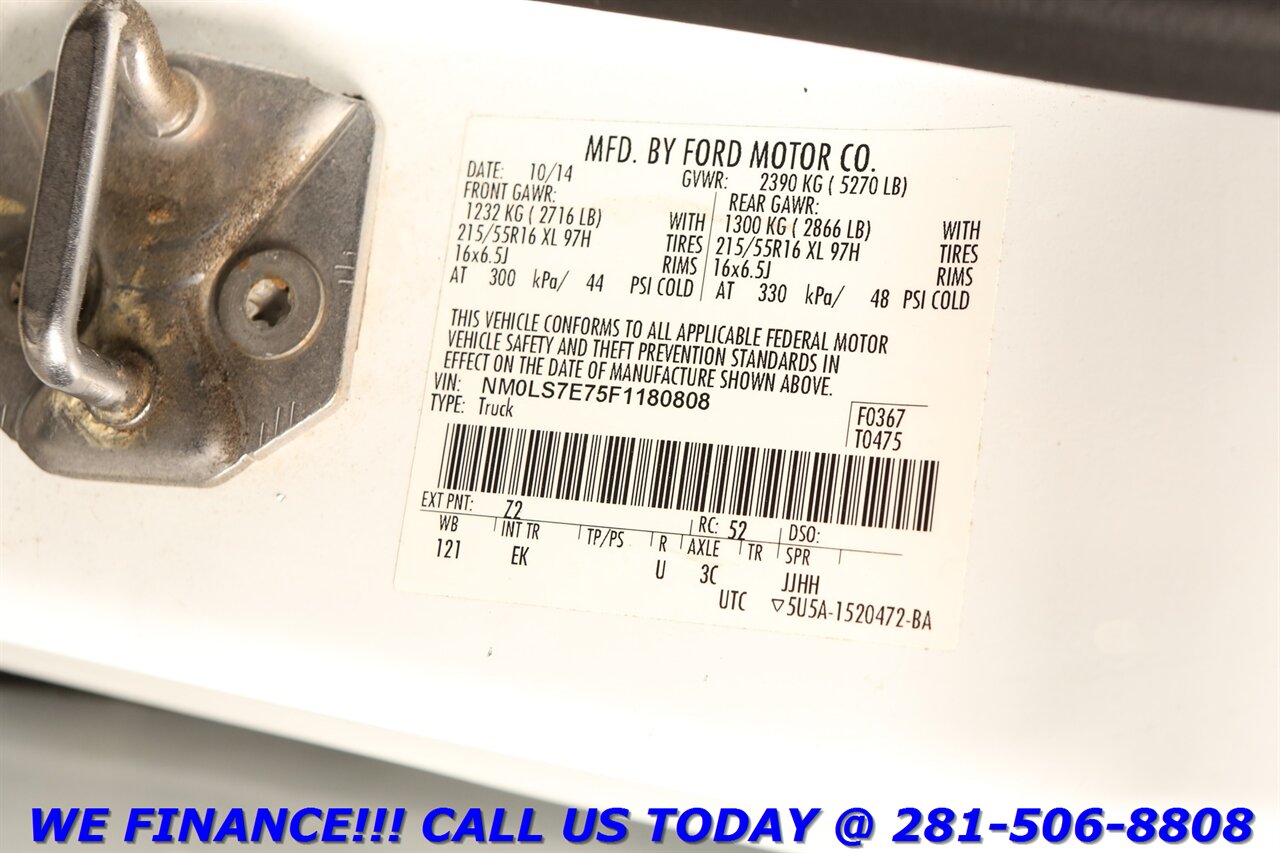 MFD. BY FORD MOTOR CO.
DATE: 10/14 GVWR: 2390 KG ( 5270 LB)
FRONT GAWR: REAR GAWR:
1232 KG ( 2716 LB) WITH 1300 KG ( 2866 LB) WITH
215/55R16 XL 97H TIRES 215/55R16 XL 97H TIRES
16x6.5J RIMS 16x6.5J RIMS
AT 300 kPa/ 44 PSI COLD AT 330 kPa/ 48 PSI COLD
THIS VEHICLE CONFORMS TO ALL APPLICABLE FEDERAL MOTOR
VEHICLE SAFETY AND THEFT PREVENTION STANDARDS IN
EFFECT ON THE DATE OF MANUFACTURE SHOWN ABOVE.
VIN: NM0LS7E75F1180808
TYPE: Truck F0367
T0475
EXT PNT: Z2 RC: 52 DSO:
WB INT TR TP/PS R AXLE TR SPR
121 EK U 3C JJHH
UTC ▽5U5A-1520472-BA
WE FINANCE!!! CALL US TODAY @ 281-506-8808